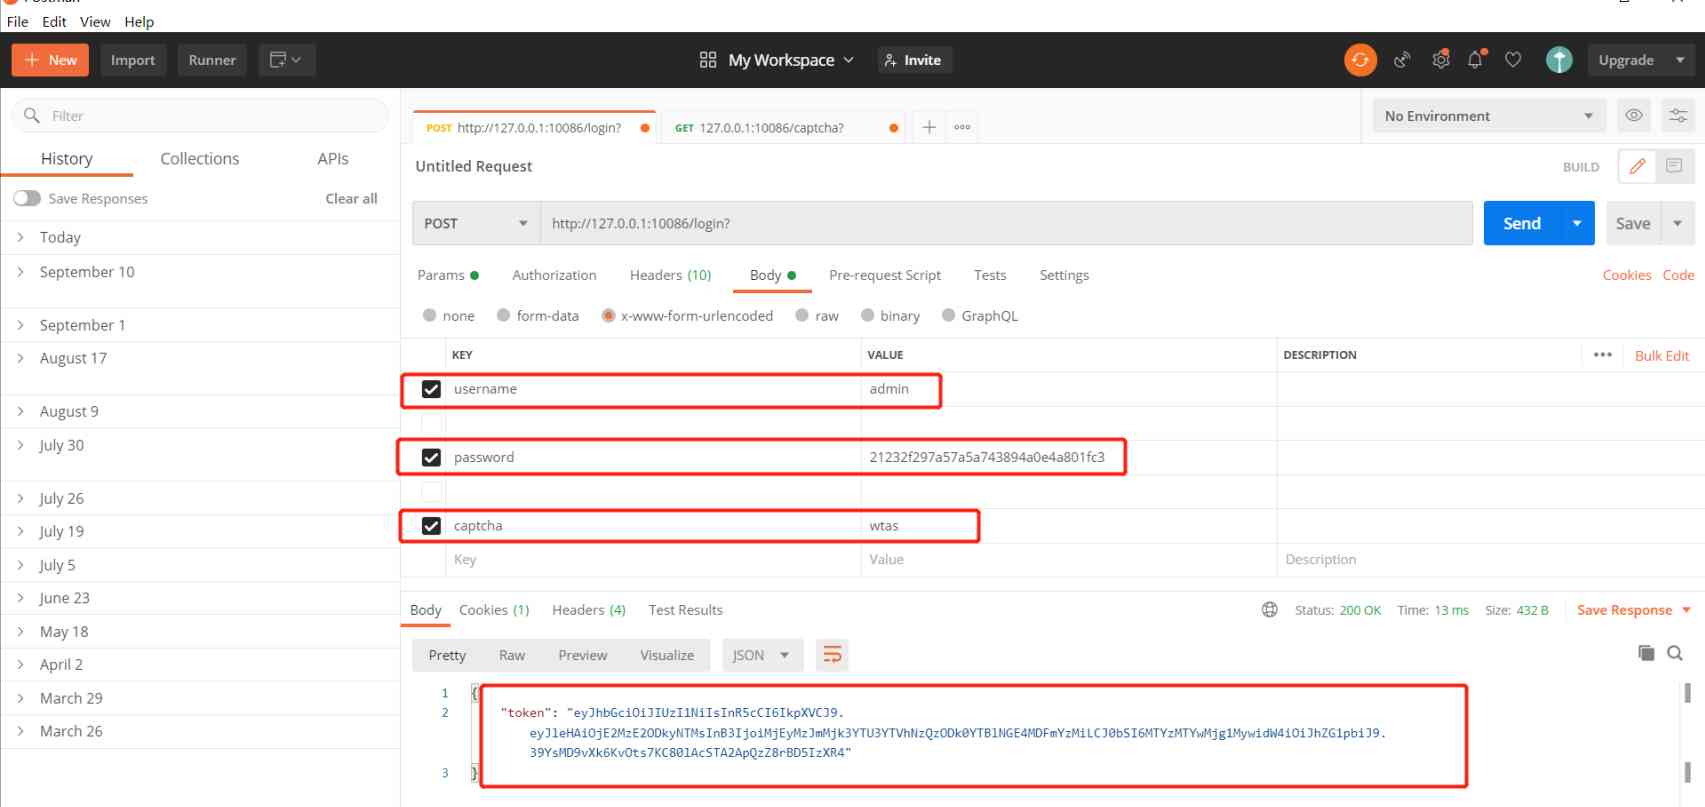 File Edit View Help
New Import Runner My Workspace Invite Upgrade
Filter
History Collections APIs
Save Responses Clear all
Today
September 10
September 1
August 17
August 9
July 30
July 26
July 19
July 5
June 23
May 18
April 2
March 29
March 26
POST http://127.0.0.1:10086/login? GET 127.0.0.1:10086/captcha? No Environment
Untitled Request BUILD
POST http://127.0.0.1:10086/login? Send Save
Params Authorization Headers (10) Body Pre-request Script Tests Settings Cookies Code
none form-data x-www-form-urlencoded raw binary GraphQL
KEY VALUE DESCRIPTION Bulk Edit
username admin
password 21232f297a57a5a743894a0e4a801fc3
captcha wtas
Key Value Description
Body Cookies (1) Headers (4) Test Results Status: 200 OK Time: 13 ms Size: 432 B Save Response
Pretty Raw Preview Visualize JSON
1 {
2 "token": "eyJhbGciOiJIUzI1NiIsInR5cCI6IkpXVCJ9.
eyJleHAiOjE2MzE2ODkyNTMsInB3IjoiMjEyMzJmMjk3YTU3YTVhNzQzODk0YTBlNGE4MDFmYzMiLCJ0bSI6MTYzMTYwMjg1MywidW4iOiJhZG1pbiJ9.
39YsMD9vXk6KvOts7KC80lAcSTA2ApQzZ8rBD5IzXR4"
3 }